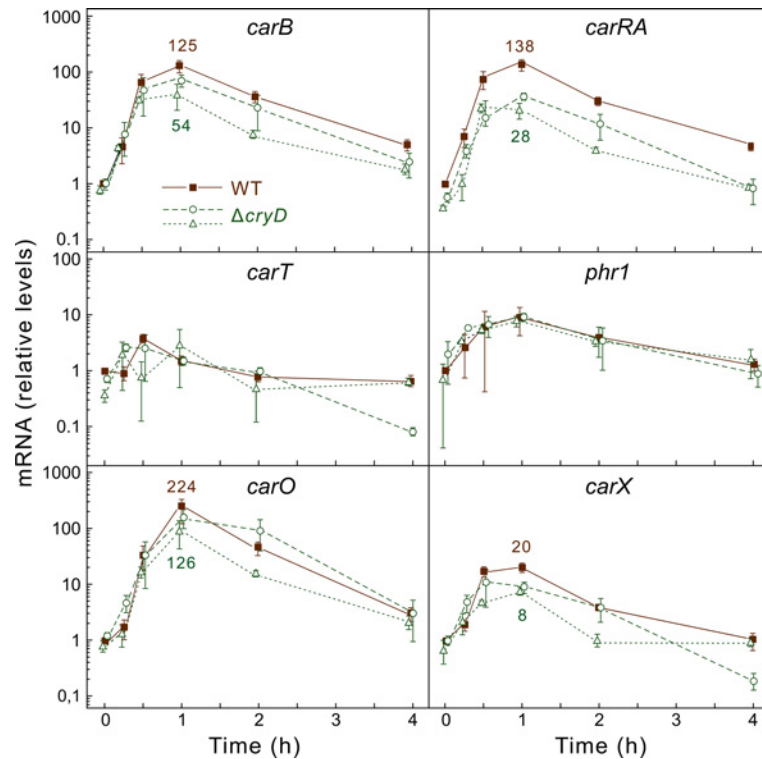 mRNA (relative levels)
carB
1000
100
10
1
0.1
125
54
WT
ΔcryD
carRA
138
28
carT
100
10
1
0.1
phr1
carO
1000
100
10
1
0,1
224
126
0 1 2 3 4
Time (h)
carX
20
8
0 1 2 3 4
Time (h)